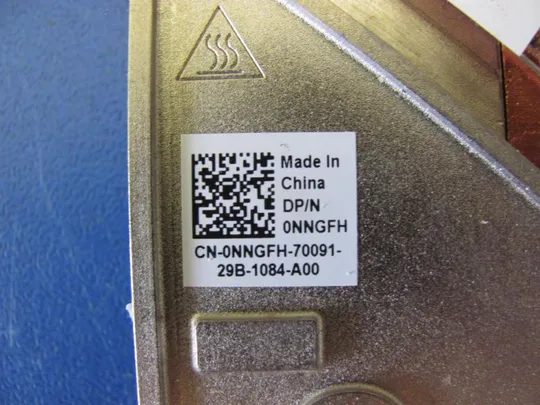 Made In
China
DP/N
0NNGFH
CN-0NNGFH-70091-
29B-1084-A00